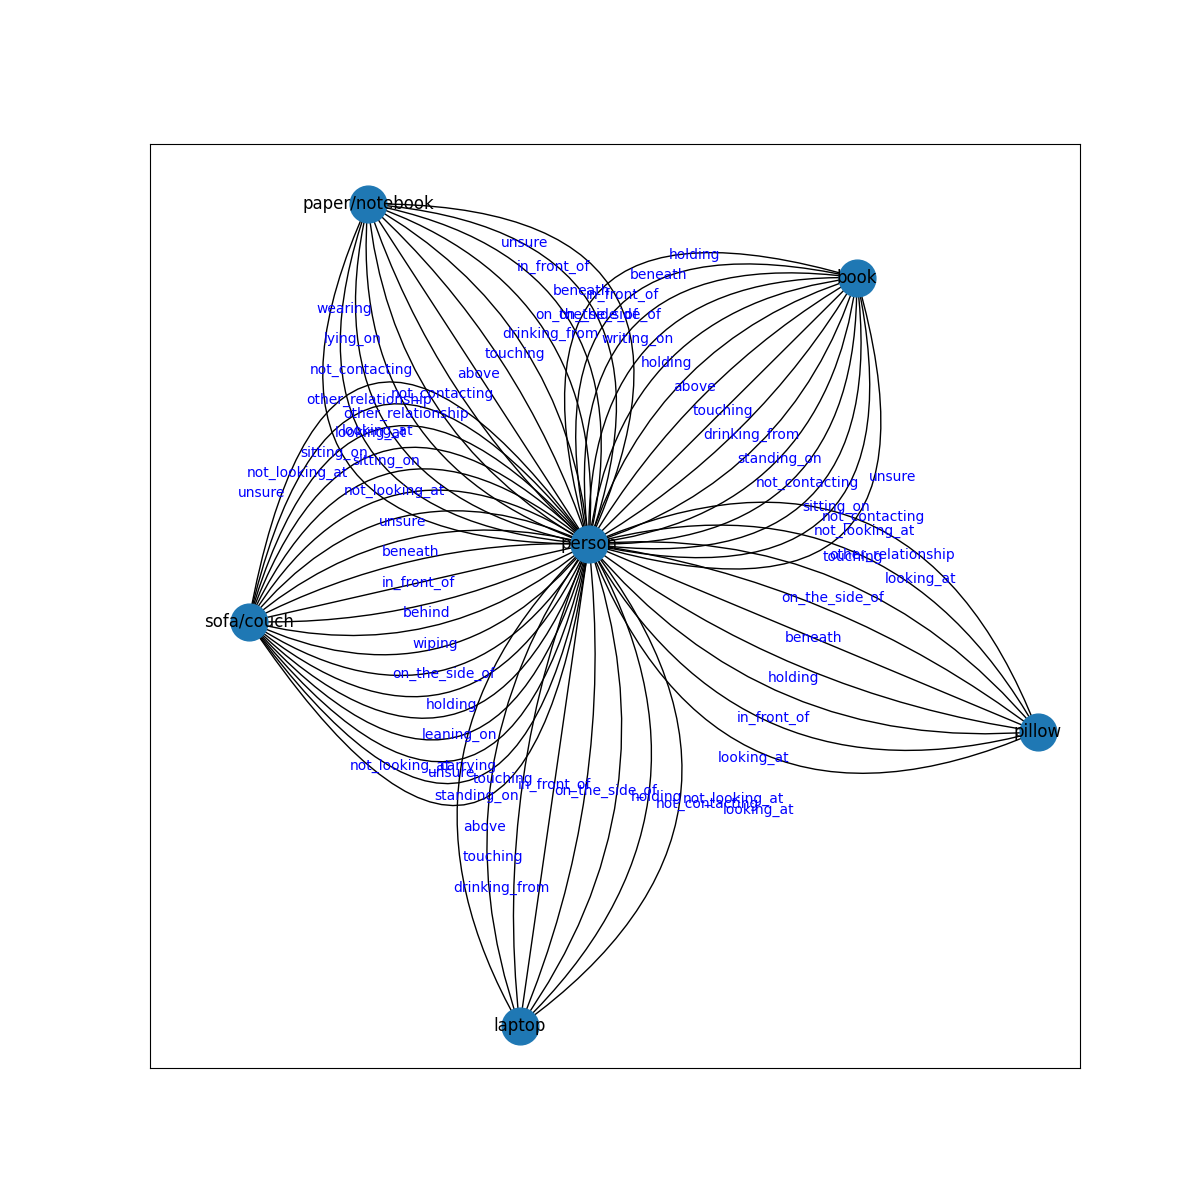 paper/notebook
unsure
holding
in_front_of
beneath
book
beneath
in_front_of
wearing
on_the_side_of
on_the_side_of
drinking_from
writing_on
lying_on
touching
holding
not_contacting
above
above
not_contacting
other_relationship
other_relationship
touching
looking_at
looking_at
drinking_from
sitting_on
sitting_on
standing_on
not_looking_at
not_looking_at
not_contacting
unsure
unsure
sitting_on
unsure
not_contacting
not_looking_at
person
beneath
touching
other_relationship
in_front_of
looking_at
behind
on_the_side_of
sofa/couch
wiping
beneath
on_the_side_of
holding
holding
in_front_of
leaning_on
pillow
looking_at
not_looking_at
carrying
unsure
touching
in_front_of
on_the_side_of
standing_on
holding
not_contacting
not_looking_at
looking_at
above
touching
drinking_from
laptop